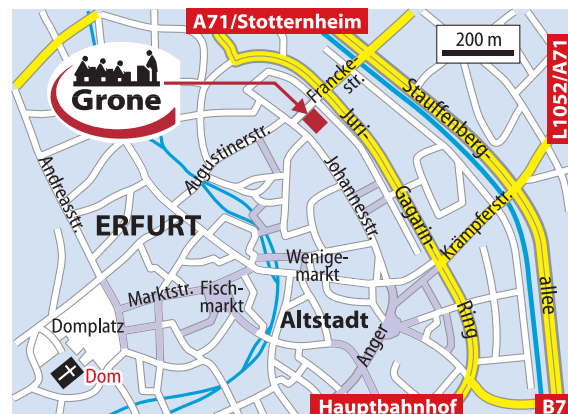 A71/Stotternheim
200 m
L1052/A71
Grone
Francke-
str.
Stauffenberg-
allee
Juri-
Gagarin-
Ring
Augustinerstr.
Johannesstr.
Andreasstr.
Krämpferstr.
ERFURT
Wenige-
markt
Marktstr.
Fisch-
markt
Domplatz
Altstadt
Anger
Dom
Hauptbahnhof
B7